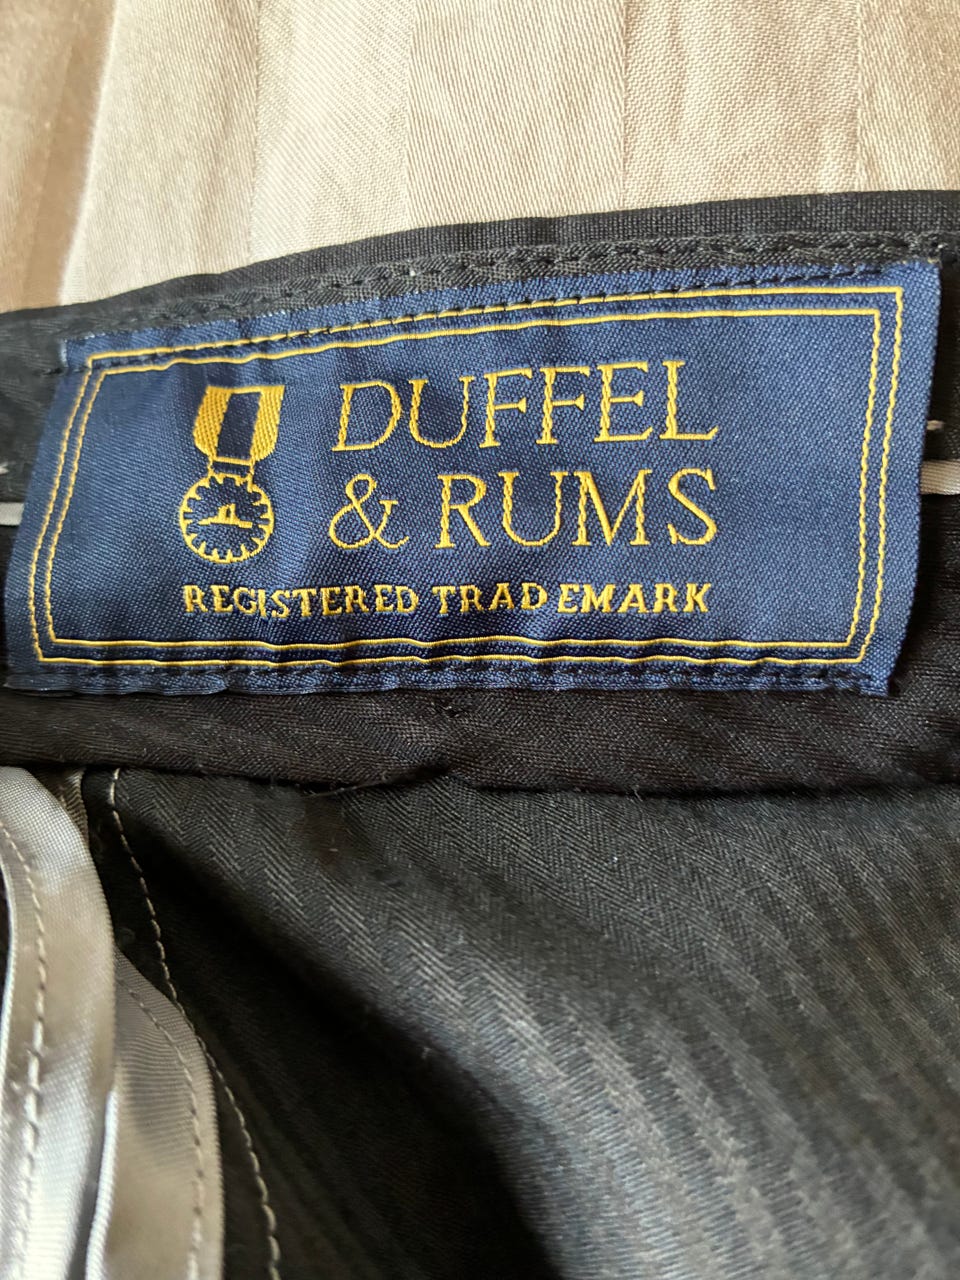 DUFFEL
& RUMS
REGISTERED TRADEMARK